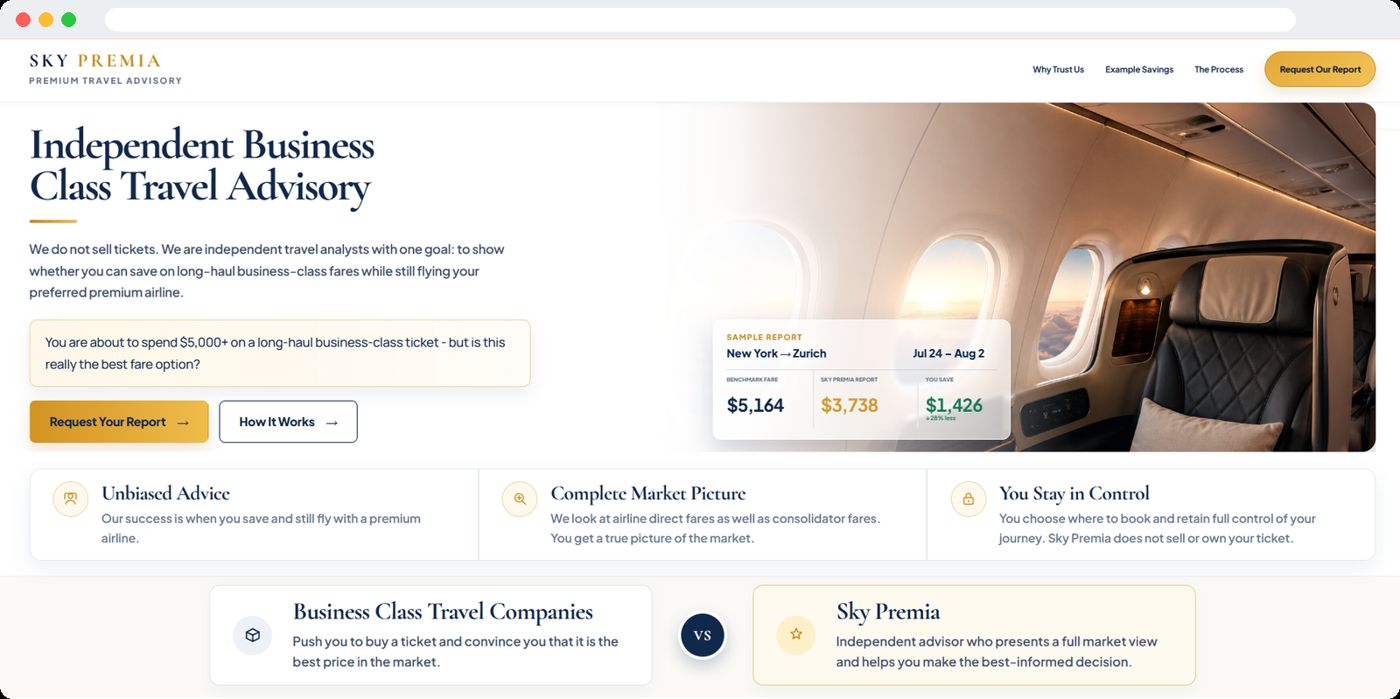 SKY PREMIA
PREMIUM TRAVEL ADVISORY
Why Trust Us
Example Savings
The Process
Request Our Report
Independent Business
Class Travel Advisory
We do not sell tickets. We are independent travel analysts with one goal: to show
whether you can save on long-haul business-class fares while still flying your
preferred premium airline.
You are about to spend $5,000+ on a long-haul business-class ticket - but is this
really the best fare option?
Request Your Report →
How It Works →
SAMPLE REPORT
New York → Zurich
Jul 24 – Aug 2
BENCHMARK FARE
SKY PREMIA REPORT
YOU SAVE
$5,164
$3,738
$1,426
↓28% less
Unbiased Advice
Our success is when you save and still fly with a premium
airline.
Complete Market Picture
We look at airline direct fares as well as consolidator fares.
You get a true picture of the market.
You Stay in Control
You choose where to book and retain full control of your
journey. Sky Premia does not sell or own your ticket.
Business Class Travel Companies
Push you to buy a ticket and convince you that it is the
best price in the market.
VS
Sky Premia
Independent advisor who presents a full market view
and helps you make the best-informed decision.